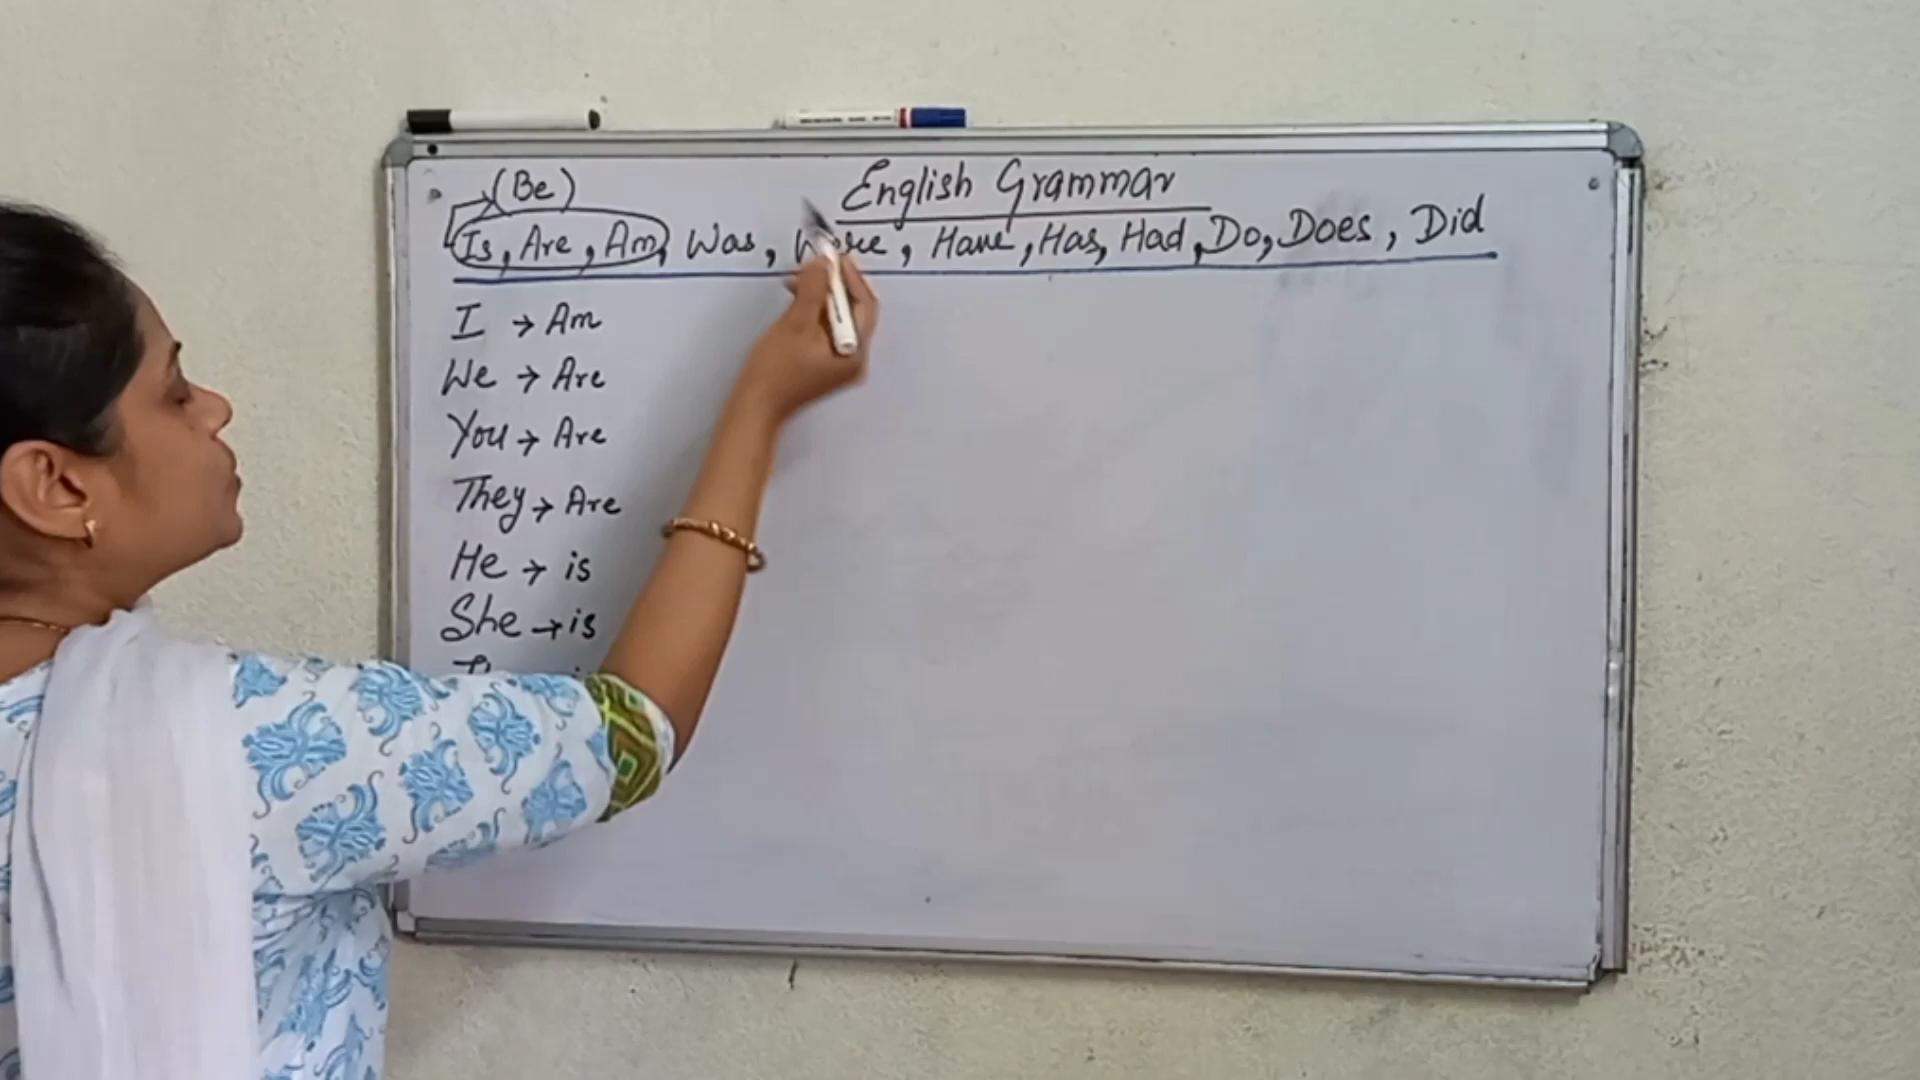 (Be)
English Grammar
Is, Are, Am, Was, Were, Have, Has, Had, Do, Does, Did
I → Am
We → Are
You → Are
They → Are
He → is
She → is